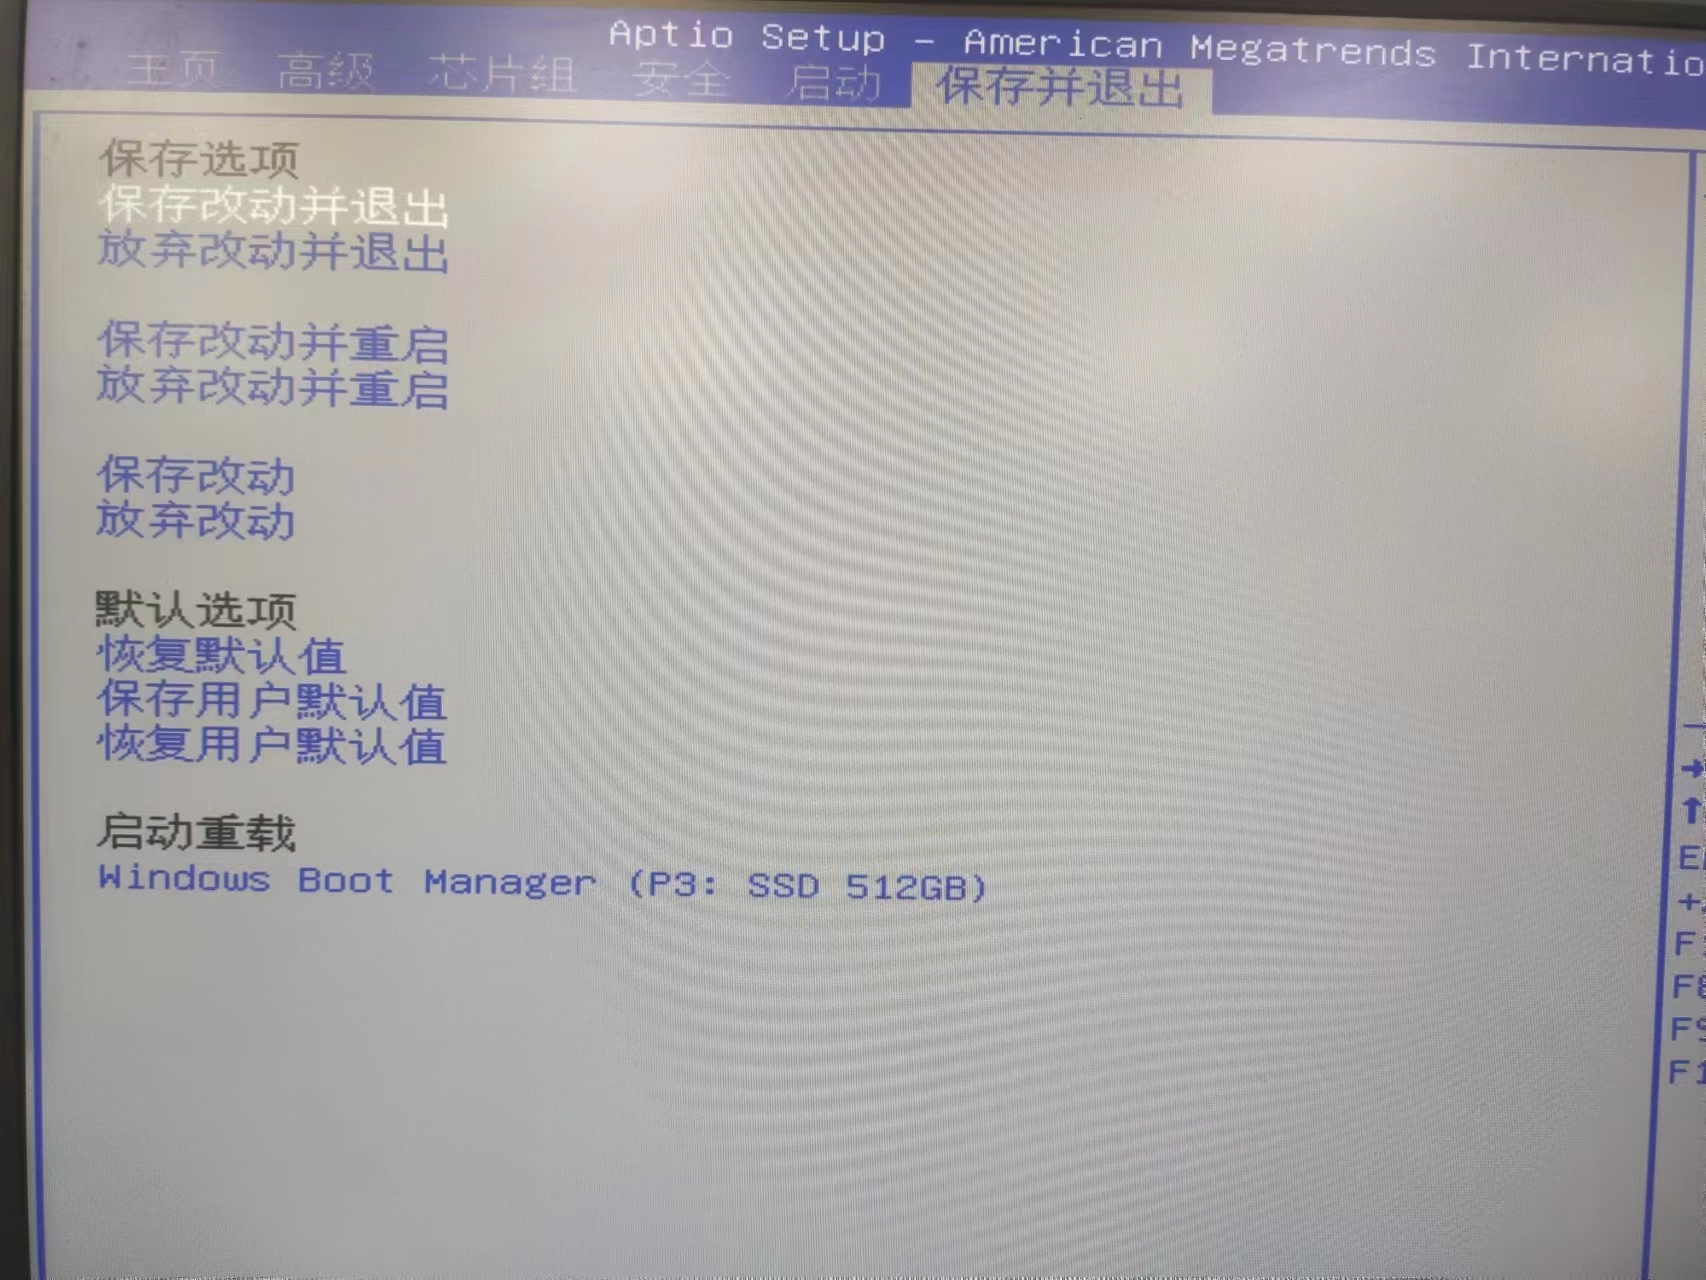 Aptio Setup – American Megatrends Internatio
主页 高级 芯片组 安全 启动 保存并退出
保存选项
保存改动并退出
放弃改动并退出
保存改动并重启
放弃改动并重启
保存改动
放弃改动
默认选项
恢复默认值
保存用户默认值
恢复用户默认值
启动重载
Windows Boot Manager (P3: SSD 512GB)